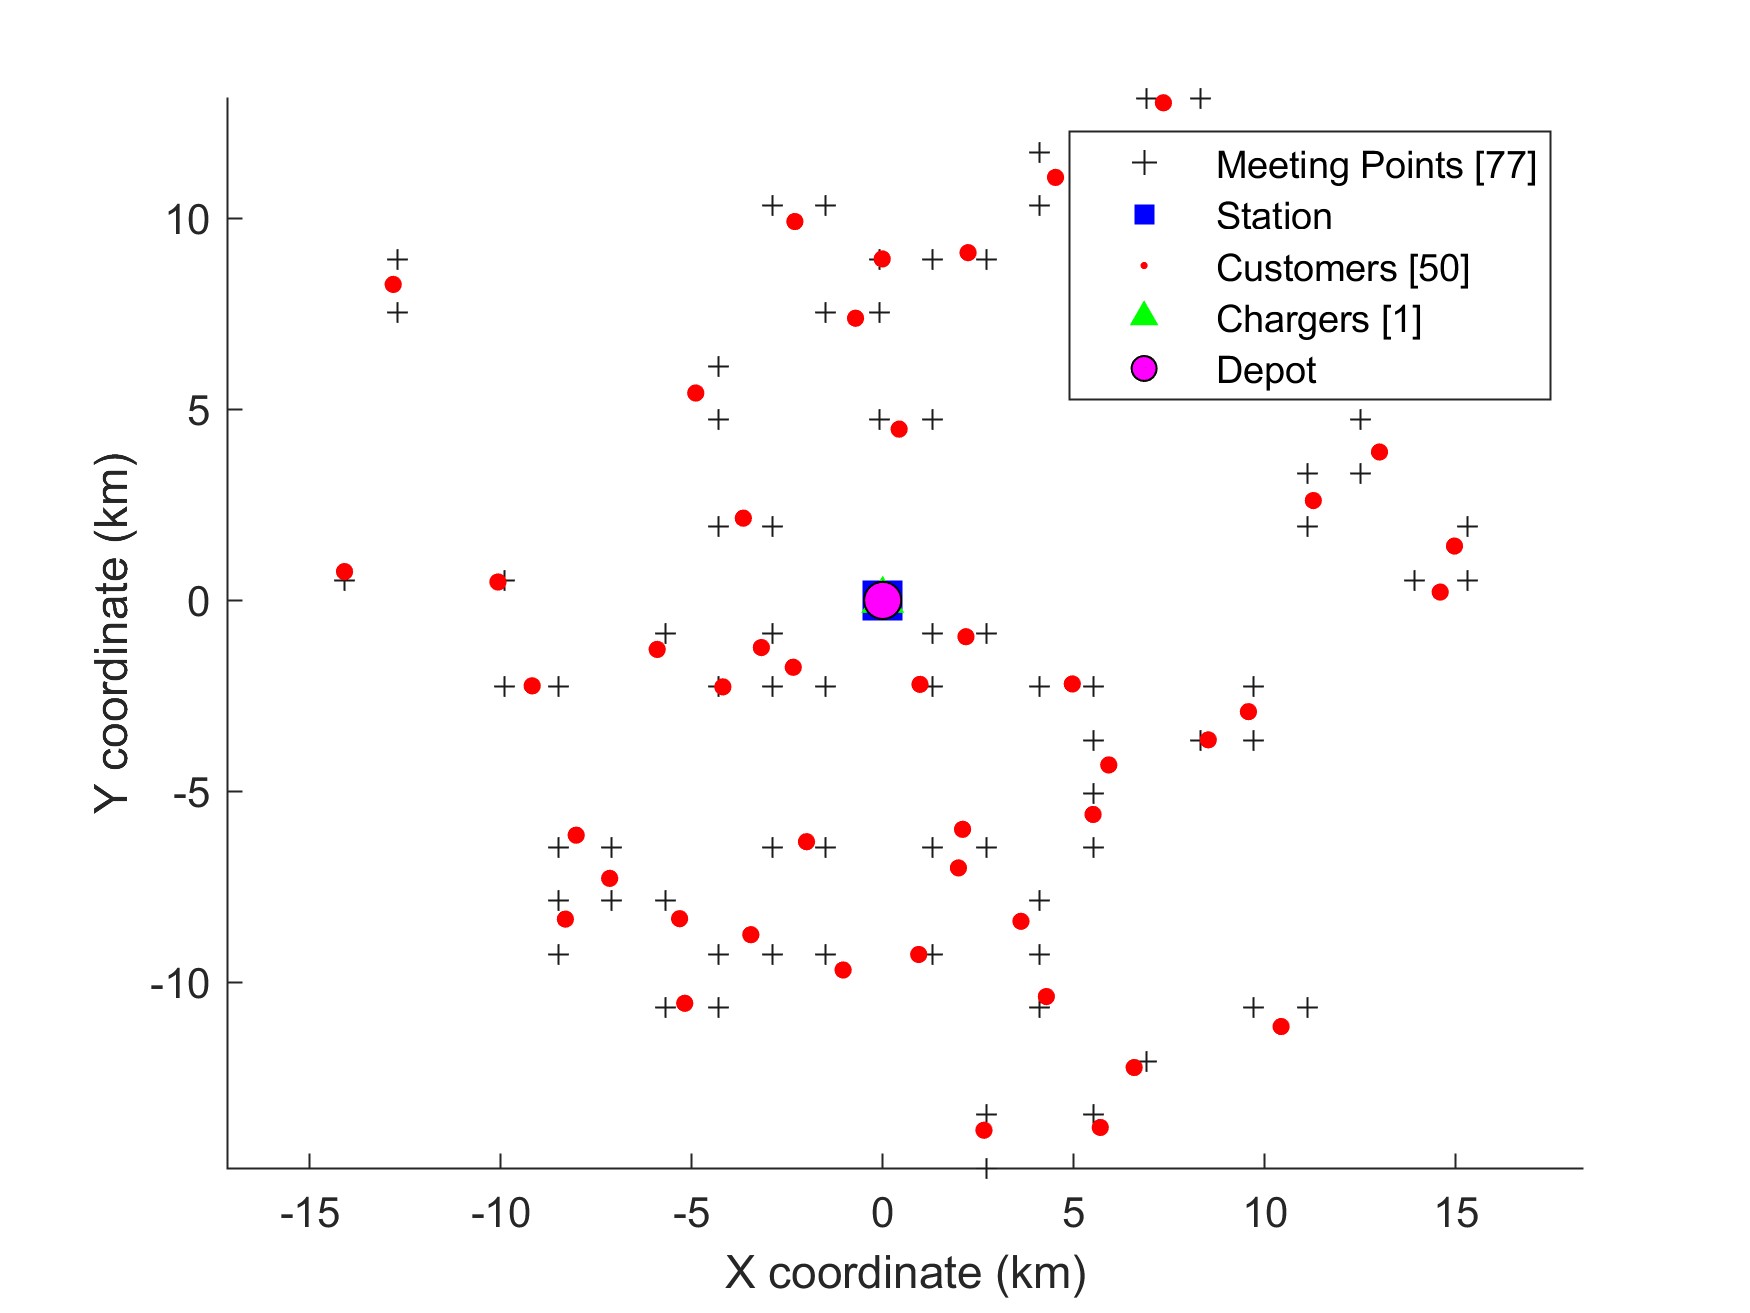 Meeting Points [77]
Station
Customers [50]
Chargers [1]
Depot
10
5
0
-5
-10
Y coordinate (km)
-15 -10 -5 0 5 10 15
X coordinate (km)